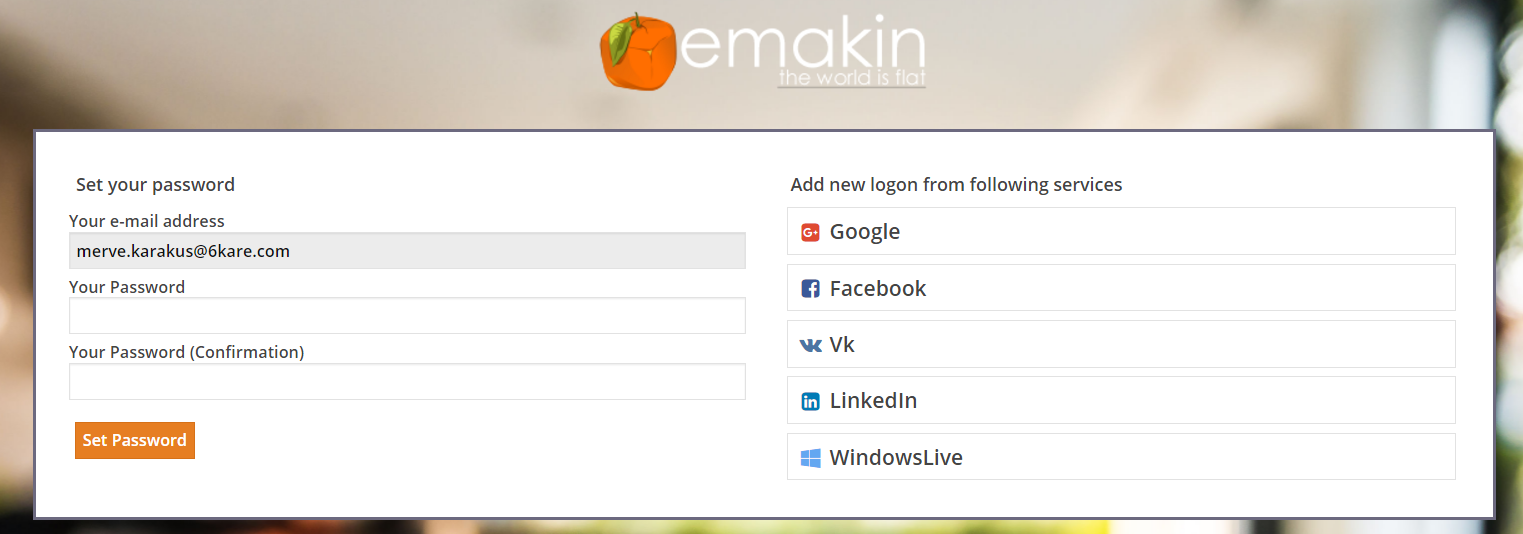 emakin
the world is flat
Set your password
Your e-mail address
merve.karakus@6kare.com
Your Password
Your Password (Confirmation)
Set Password
Add new logon from following services
Google
Facebook
Vk
LinkedIn
WindowsLive